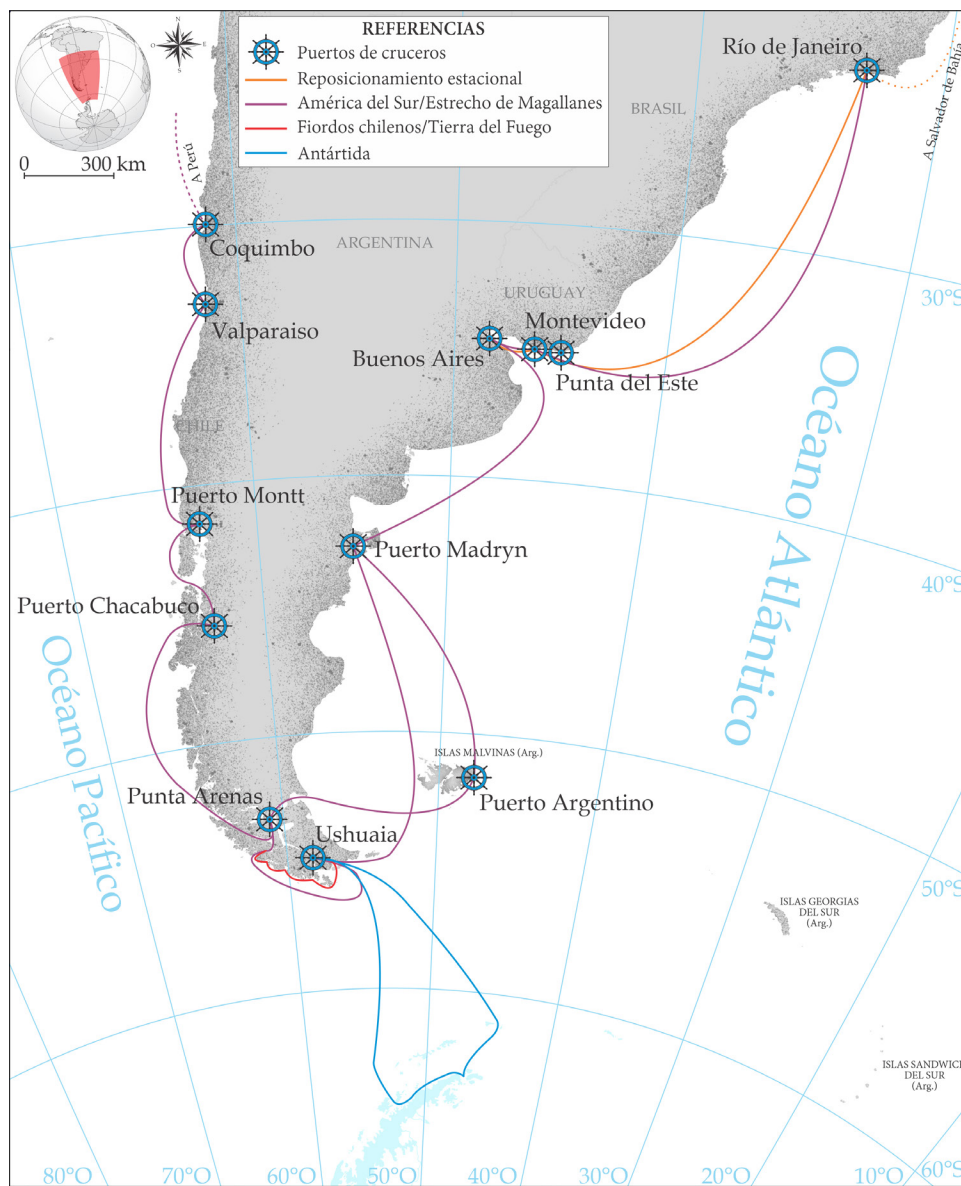 N
O
E
S
0
300 km
REFERENCIAS
Puertos de cruceros
Reposicionamiento estacional
América del Sur/Estrecho de Magallanes
Fiordos chilenos/Tierra del Fuego
Antártida
Río de Janeiro
A Salvador de Bahía
BRASIL
A Perú
Coquimbo
ARGENTINA
URUGUAY
Montevideo
Valparaiso
Buenos Aires
Punta del Este
30°S
CHILE
Puerto Montt
Puerto Madryn
Océano Atlántico
40°S
Puerto Chacabuco
Océano Pacífico
ISLAS MALVINAS (Arg.)
Puerto Argentino
Punta Arenas
Ushuaia
50°S
ISLAS GEORGIAS
DEL SUR
(Arg.)
ISLAS SANDWICH
DEL SUR
(Arg.)
80°O
70°O
60°O
50°O
40°O
30°O
20°O
10°O
60°S